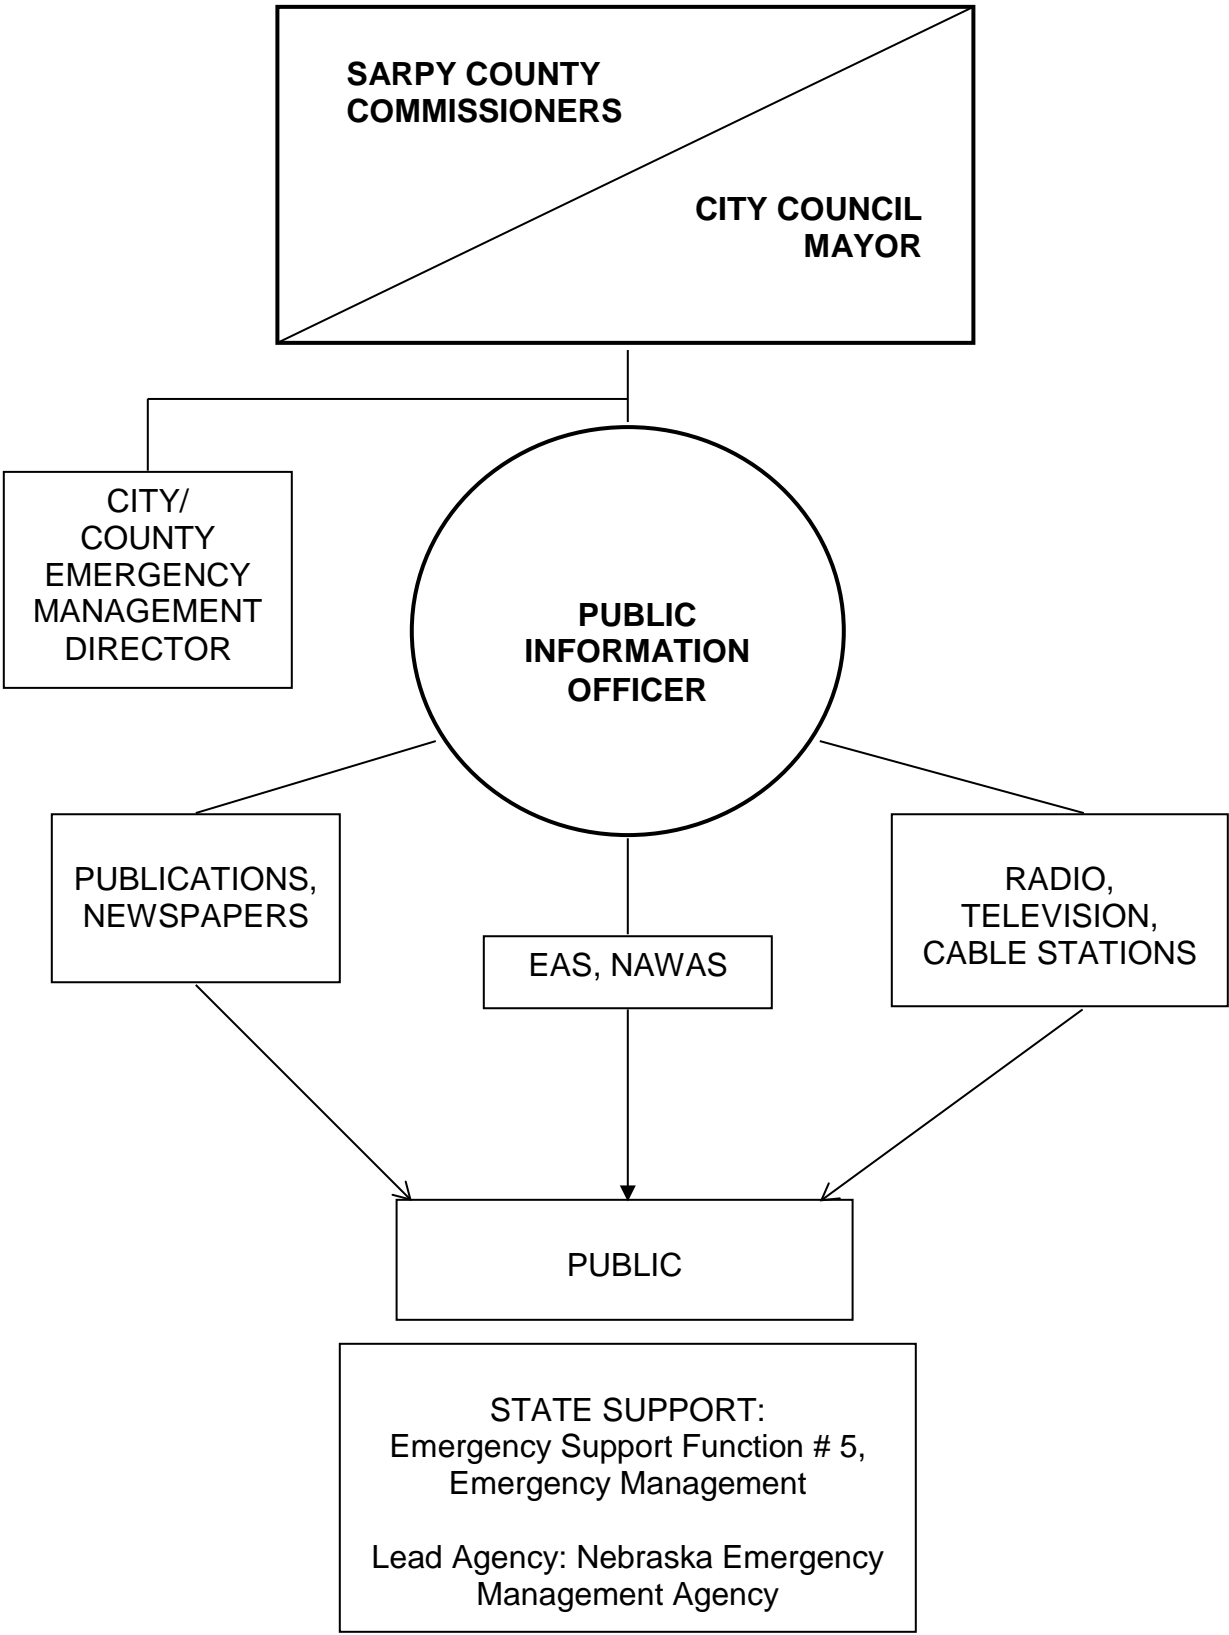 SARPY COUNTY
COMMISSIONERS
CITY COUNCIL
MAYOR
CITY/
COUNTY
EMERGENCY
MANAGEMENT
DIRECTOR
PUBLIC
INFORMATION
OFFICER
PUBLICATIONS,
NEWSPAPERS
EAS, NAWAS
RADIO,
TELEVISION,
CABLE STATIONS
PUBLIC
STATE SUPPORT:
Emergency Support Function # 5,
Emergency Management
Lead Agency: Nebraska Emergency
Management Agency